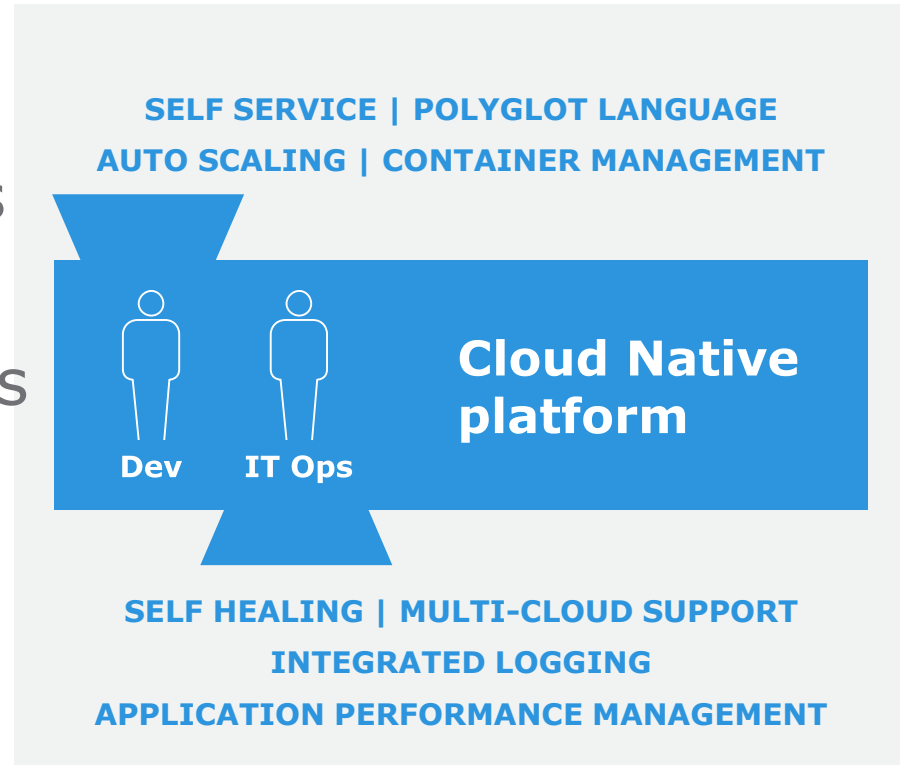 SELF SERVICE | POLYGLOT LANGUAGE
AUTO SCALING | CONTAINER MANAGEMENT
s
s
Cloud Native
platform
Dev
IT Ops
SELF HEALING | MULTI-CLOUD SUPPORT
INTEGRATED LOGGING
APPLICATION PERFORMANCE MANAGEMENT